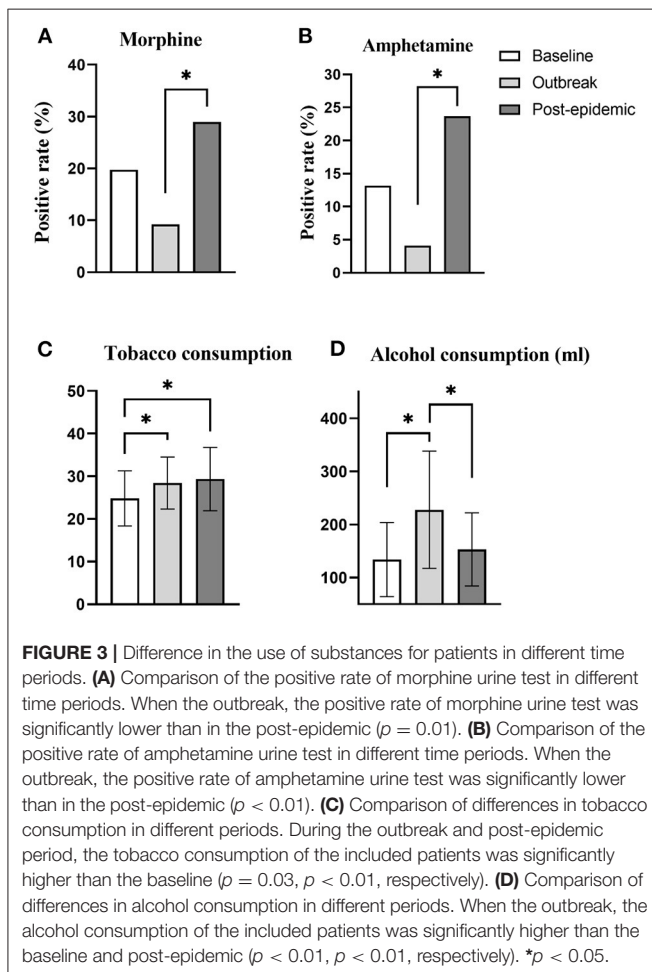 A Morphine
Positive rate (%)
40
30
20
10
0
*
B Amphetamine
Positive rate (%)
30
25
20
15
10
5
0
*
Baseline
Outbreak
Post-epidemic
C Tobacco consumption
50
40
30
20
10
0
*
*
D Alcohol consumption (ml)
400
300
200
100
*
*
FIGURE 3 | Difference in the use of substances for patients in different time
periods. (A) Comparison of the positive rate of morphine urine test in different
time periods. When the outbreak, the positive rate of morphine urine test was
significantly lower than in the post-epidemic (p = 0.01). (B) Comparison of the
positive rate of amphetamine urine test in different time periods. When the
outbreak, the positive rate of amphetamine urine test was significantly lower
than in the post-epidemic (p < 0.01). (C) Comparison of differences in tobacco
consumption in different periods. During the outbreak and post-epidemic
period, the tobacco consumption of the included patients was significantly
higher than the baseline (p = 0.03, p < 0.01, respectively). (D) Comparison of
differences in alcohol consumption in different periods. When the outbreak, the
alcohol consumption of the included patients was significantly higher than the
baseline and post-epidemic (p < 0.01, p < 0.01, respectively). *p < 0.05.